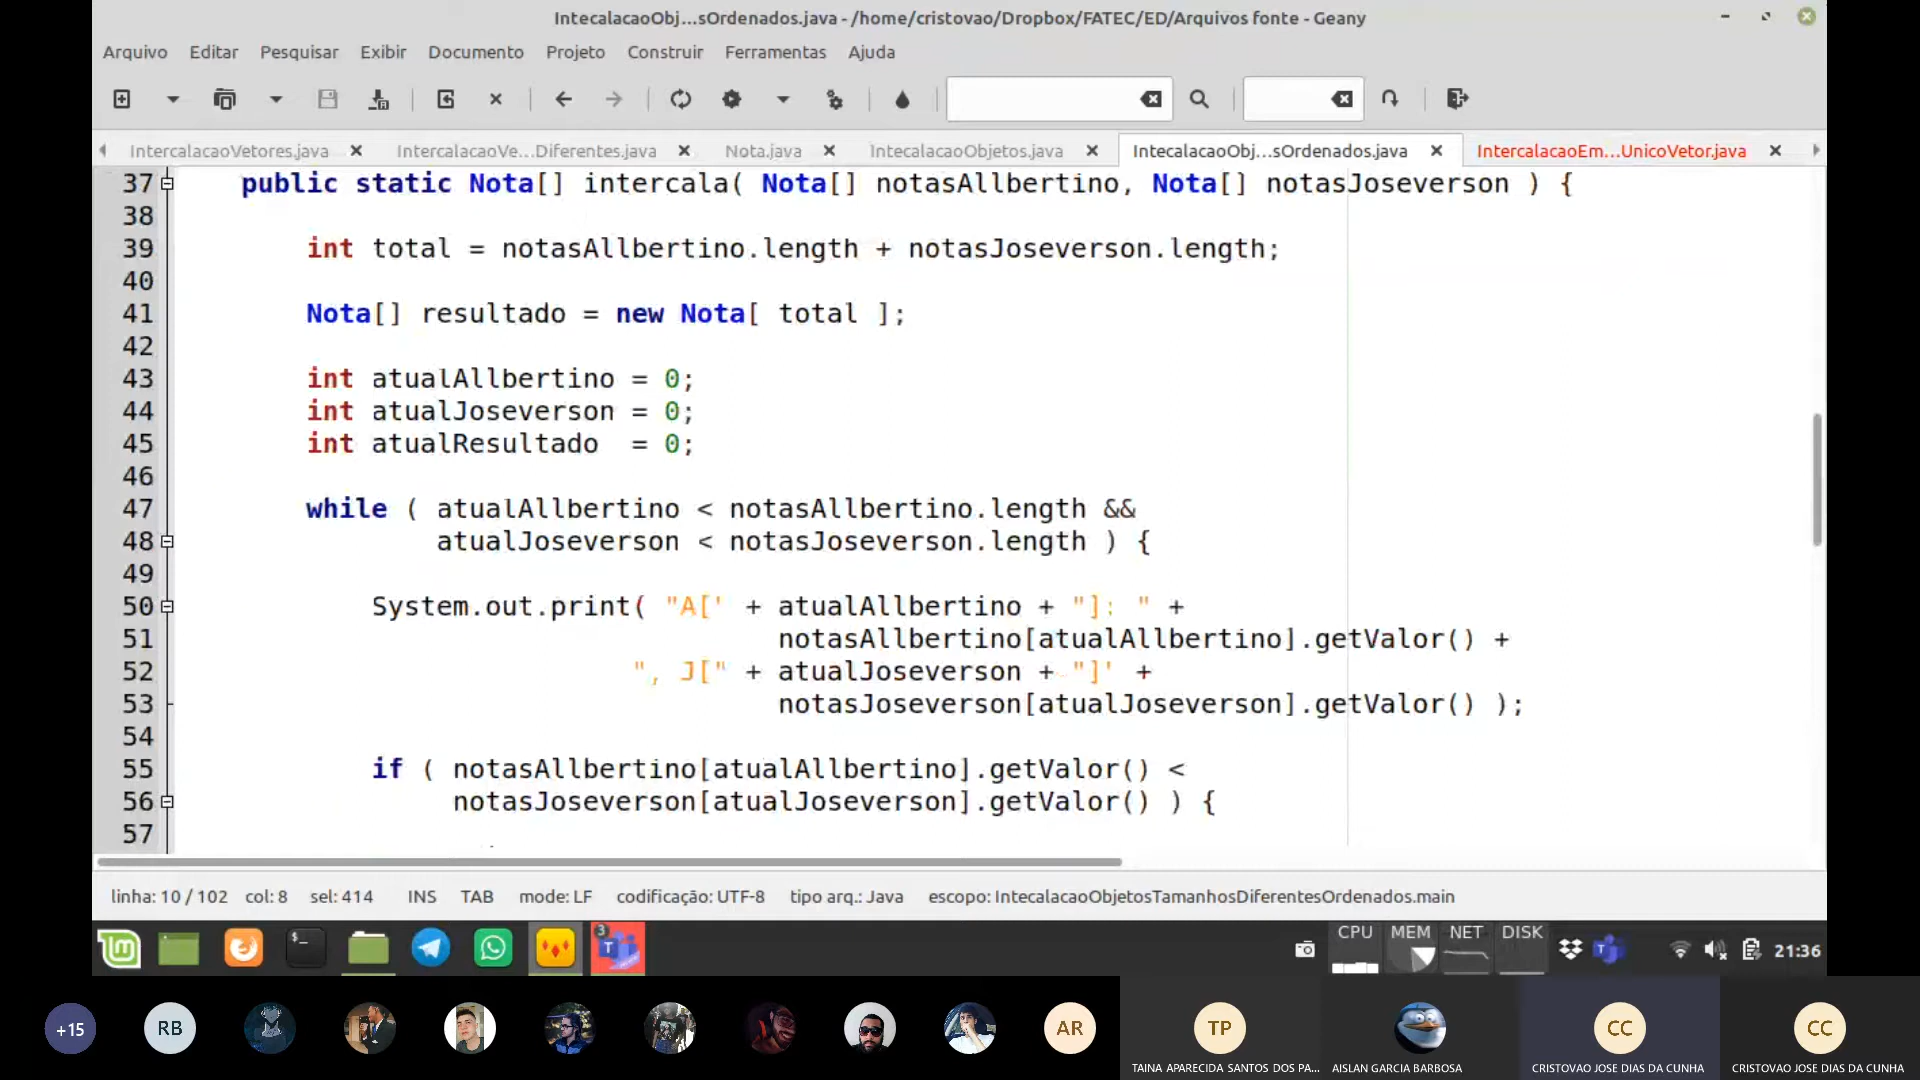 IntecalacaoObj...sOrdenados.java - /home/cristovao/Dropbox/FATEC/ED/Arquivos fonte - Geany
Arquivo Editar Pesquisar Exibir Documento Projeto Construir Ferramentas Ajuda
IntercalacaoVetores.java IntercalacaoVe...Diferentes.java Nota.java IntecalacaoObjetos.java IntecalacaoObj...sOrdenados.java IntercalacaoEm...UnicoVetor.java
37 public static Nota[] intercala( Nota[] notasAllbertino, Nota[] notasJoseverson ) {
38
39 int total = notasAllbertino.length + notasJoseverson.length;
40
41 Nota[] resultado = new Nota[ total ];
42
43 int atualAllbertino = 0;
44 int atualJoseverson = 0;
45 int atualResultado  = 0;
46
47 while ( atualAllbertino < notasAllbertino.length &&
48 atualJoseverson < notasJoseverson.length ) {
49
50 System.out.print( "A[' + atualAllbertino + "]: " +
51 notasAllbertino[atualAllbertino].getValor() +
52 ", J[" + atualJoseverson + "]' +
53 notasJoseverson[atualJoseverson].getValor() );
54
55 if ( notasAllbertino[atualAllbertino].getValor() <
56 notasJoseverson[atualJoseverson].getValor() ) {
57
linha: 10 / 102 col: 8 sel: 414 INS TAB mode: LF codificação: UTF-8 tipo arq.: Java escopo: IntecalacaoObjetosTamanhosDiferentesOrdenados.main
3 CPU MEM NET DISK 21:36
+15 RB AR TP CC CC
TAINA APARECIDA SANTOS DOS PA... AISLAN GARCIA BARBOSA CRISTOVAO JOSE DIAS DA CUNHA CRISTOVAO JOSE DIAS DA CUNHA